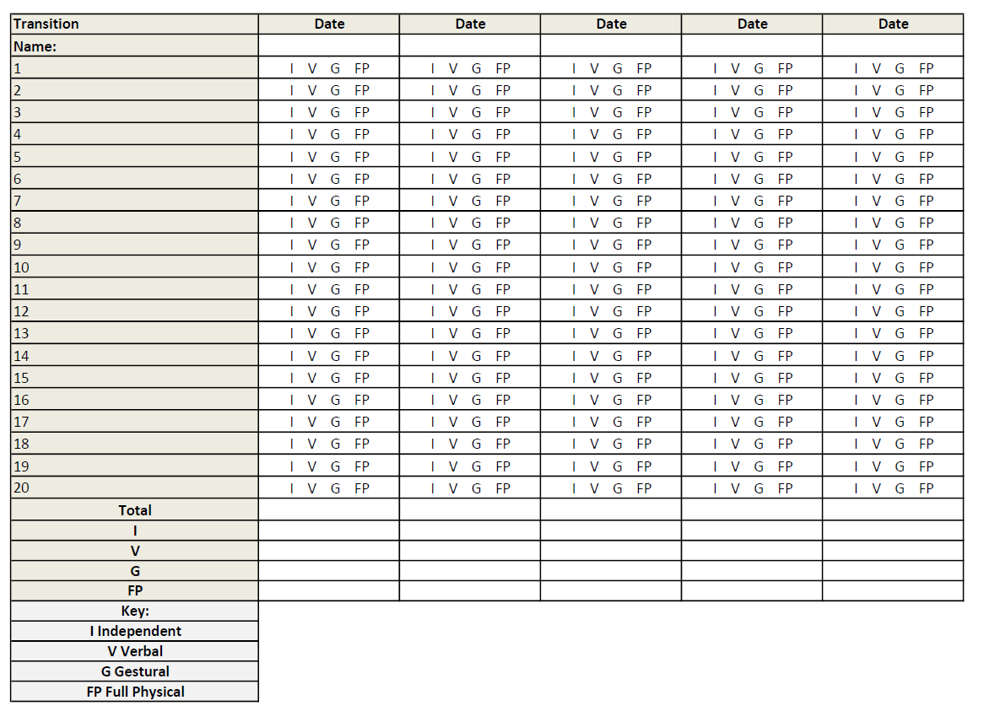 Transition Date Date Date Date Date
Name:
1 I V G FP I V G FP I V G FP I V G FP I V G FP
2 I V G FP I V G FP I V G FP I V G FP I V G FP
3 I V G FP I V G FP I V G FP I V G FP I V G FP
4 I V G FP I V G FP I V G FP I V G FP I V G FP
5 I V G FP I V G FP I V G FP I V G FP I V G FP
6 I V G FP I V G FP I V G FP I V G FP I V G FP
7 I V G FP I V G FP I V G FP I V G FP I V G FP
8 I V G FP I V G FP I V G FP I V G FP I V G FP
9 I V G FP I V G FP I V G FP I V G FP I V G FP
10 I V G FP I V G FP I V G FP I V G FP I V G FP
11 I V G FP I V G FP I V G FP I V G FP I V G FP
12 I V G FP I V G FP I V G FP I V G FP I V G FP
13 I V G FP I V G FP I V G FP I V G FP I V G FP
14 I V G FP I V G FP I V G FP I V G FP I V G FP
15 I V G FP I V G FP I V G FP I V G FP I V G FP
16 I V G FP I V G FP I V G FP I V G FP I V G FP
17 I V G FP I V G FP I V G FP I V G FP I V G FP
18 I V G FP I V G FP I V G FP I V G FP I V G FP
19 I V G FP I V G FP I V G FP I V G FP I V G FP
20 I V G FP I V G FP I V G FP I V G FP I V G FP
Total
I
V
G
FP
Key:
I Independent
V Verbal
G Gestural
FP Full Physical